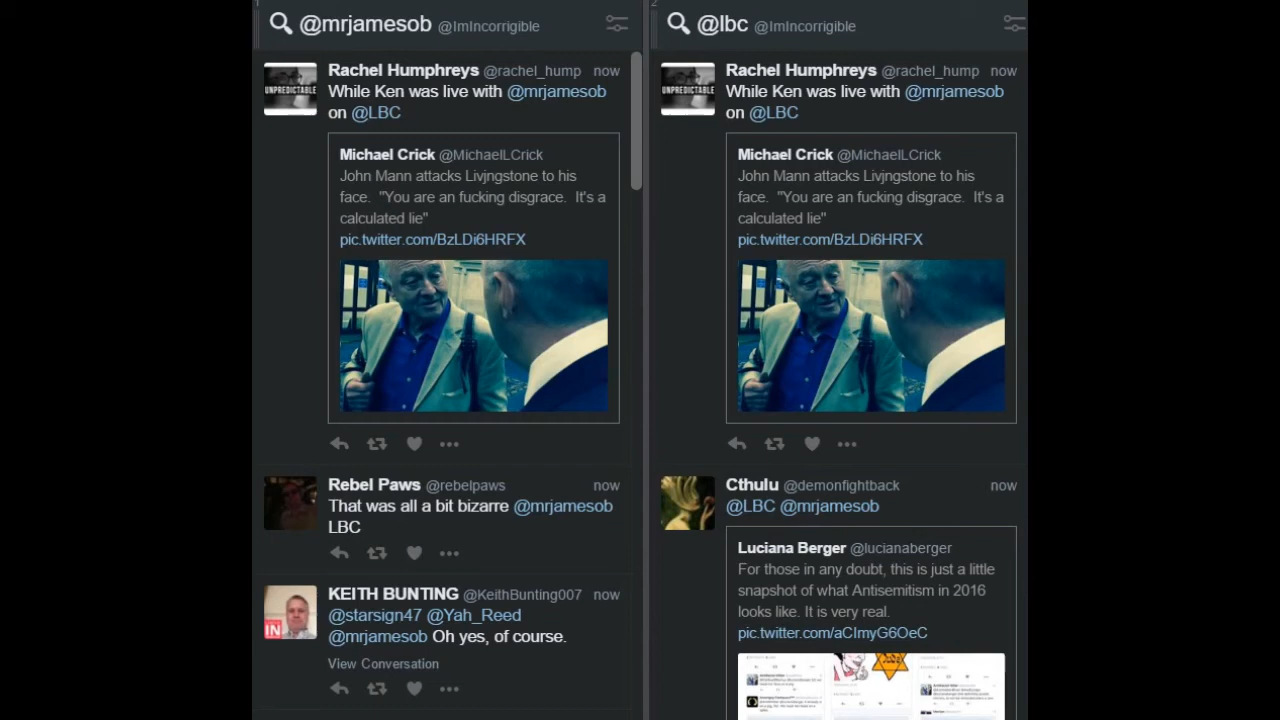 1
@mrjamesob @ImIncorrigible
UNPREDICTABLE
Rachel Humphreys @rachel_hump now
While Ken was live with @mrjamesob
on @LBC
Michael Crick @MichaelLCrick
John Mann attacks Livjngstone to his
face. "You are an fucking disgrace. It's a
calculated lie"
pic.twitter.com/BzLDi6HRFX
Rebel Paws @rebelpaws now
That was all a bit bizarre @mrjamesob
LBC
IN
KEITH BUNTING @KeithBunting007 now
@starsign47 @Yah_Reed
@mrjamesob Oh yes, of course.
View Conversation
2
@lbc @ImIncorrigible
UNPREDICTABLE
Rachel Humphreys @rachel_hump now
While Ken was live with @mrjamesob
on @LBC
Michael Crick @MichaelLCrick
John Mann attacks Livjngstone to his
face. "You are an fucking disgrace. It's a
calculated lie"
pic.twitter.com/BzLDi6HRFX
Cthulu @demonfightback now
@LBC @mrjamesob
Luciana Berger @lucianaberger
For those in any doubt, this is just a little
snapshot of what Antisemitism in 2016
looks like. It is very real.
pic.twitter.com/aCImyG6OeC